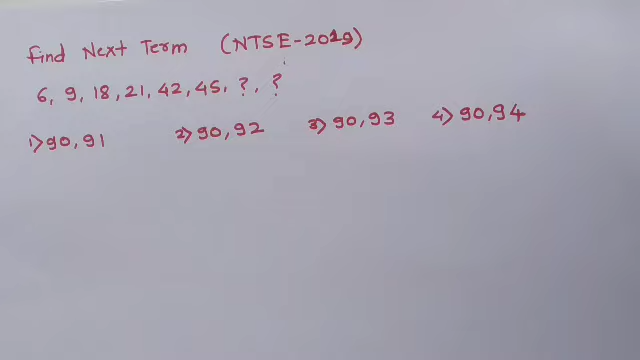 Find Next Term (NTSE-2019)
6, 9, 18, 21, 42, 45, ?, ?
1) 90, 91 2) 90, 92 3) 90, 93 4) 90, 94